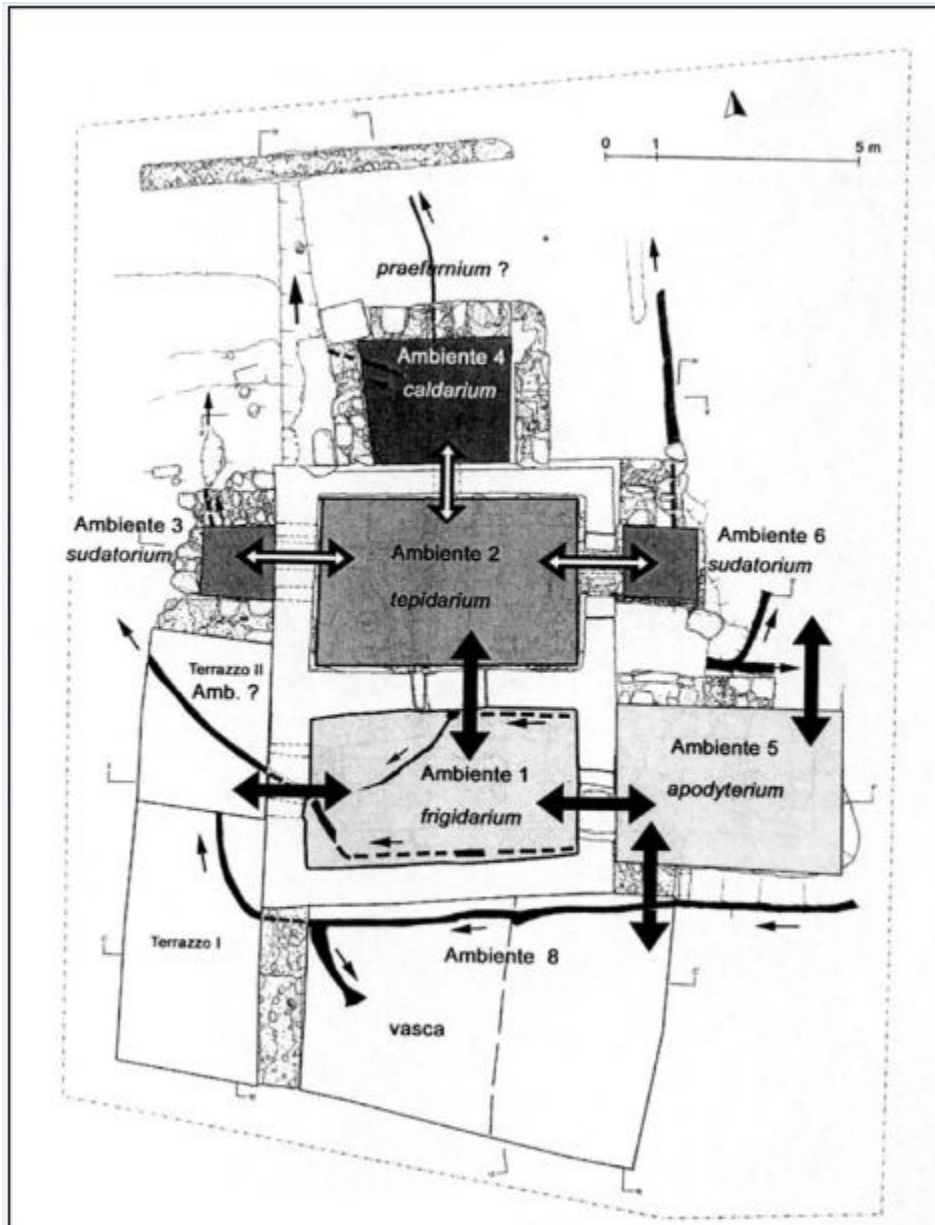 0 1 5 m
praefurnium ?
Ambiente 4
caldarium
Ambiente 3
sudatorium
Ambiente 2
tepidarium
Ambiente 6
sudatorium
Terrazzo II
Amb. ?
Ambiente 1
frigidarium
Ambiente 5
apodyterium
Terrazzo I
Ambiente 8
vasca